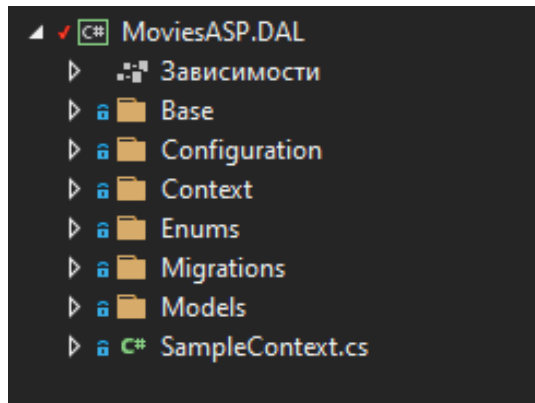 C# MoviesASP.DAL
Зависимости
Base
Configuration
Context
Enums
Migrations
Models
C# SampleContext.cs